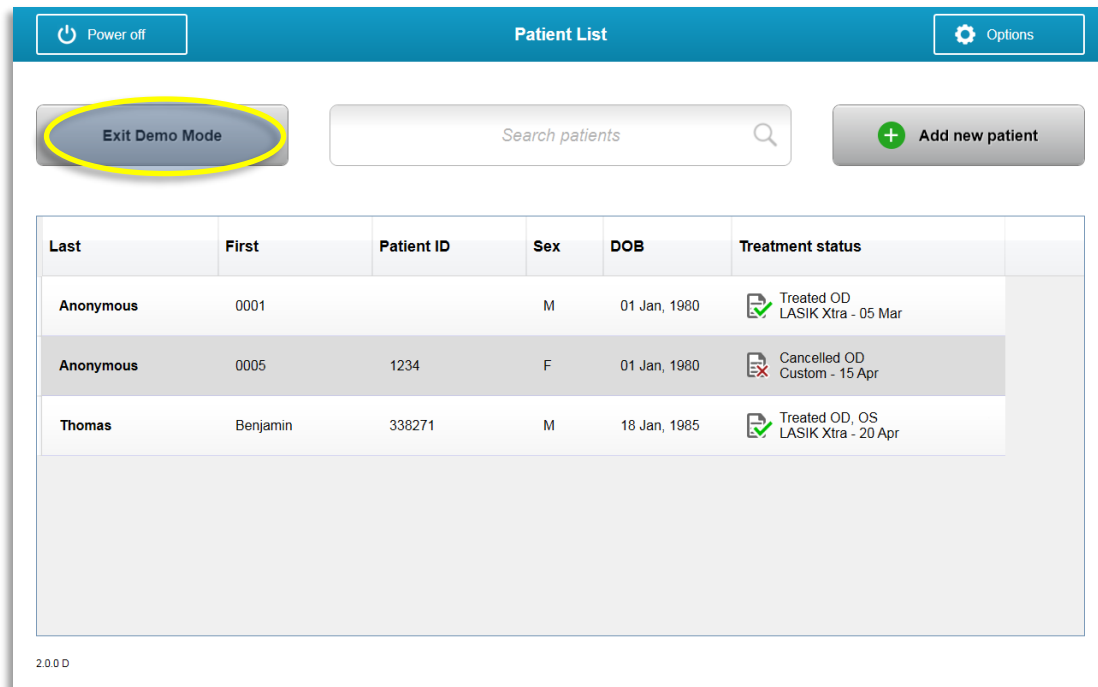 Power off
Patient List
Options
Exit Demo Mode
Search patients
Add new patient
Last First Patient ID Sex DOB Treatment status
Anonymous 0001 M 01 Jan, 1980 Treated OD
LASIK Xtra - 05 Mar
Anonymous 0005 1234 F 01 Jan, 1980 Cancelled OD
Custom - 15 Apr
Thomas Benjamin 338271 M 18 Jan, 1985 Treated OD, OS
LASIK Xtra - 20 Apr
2.0.0 D